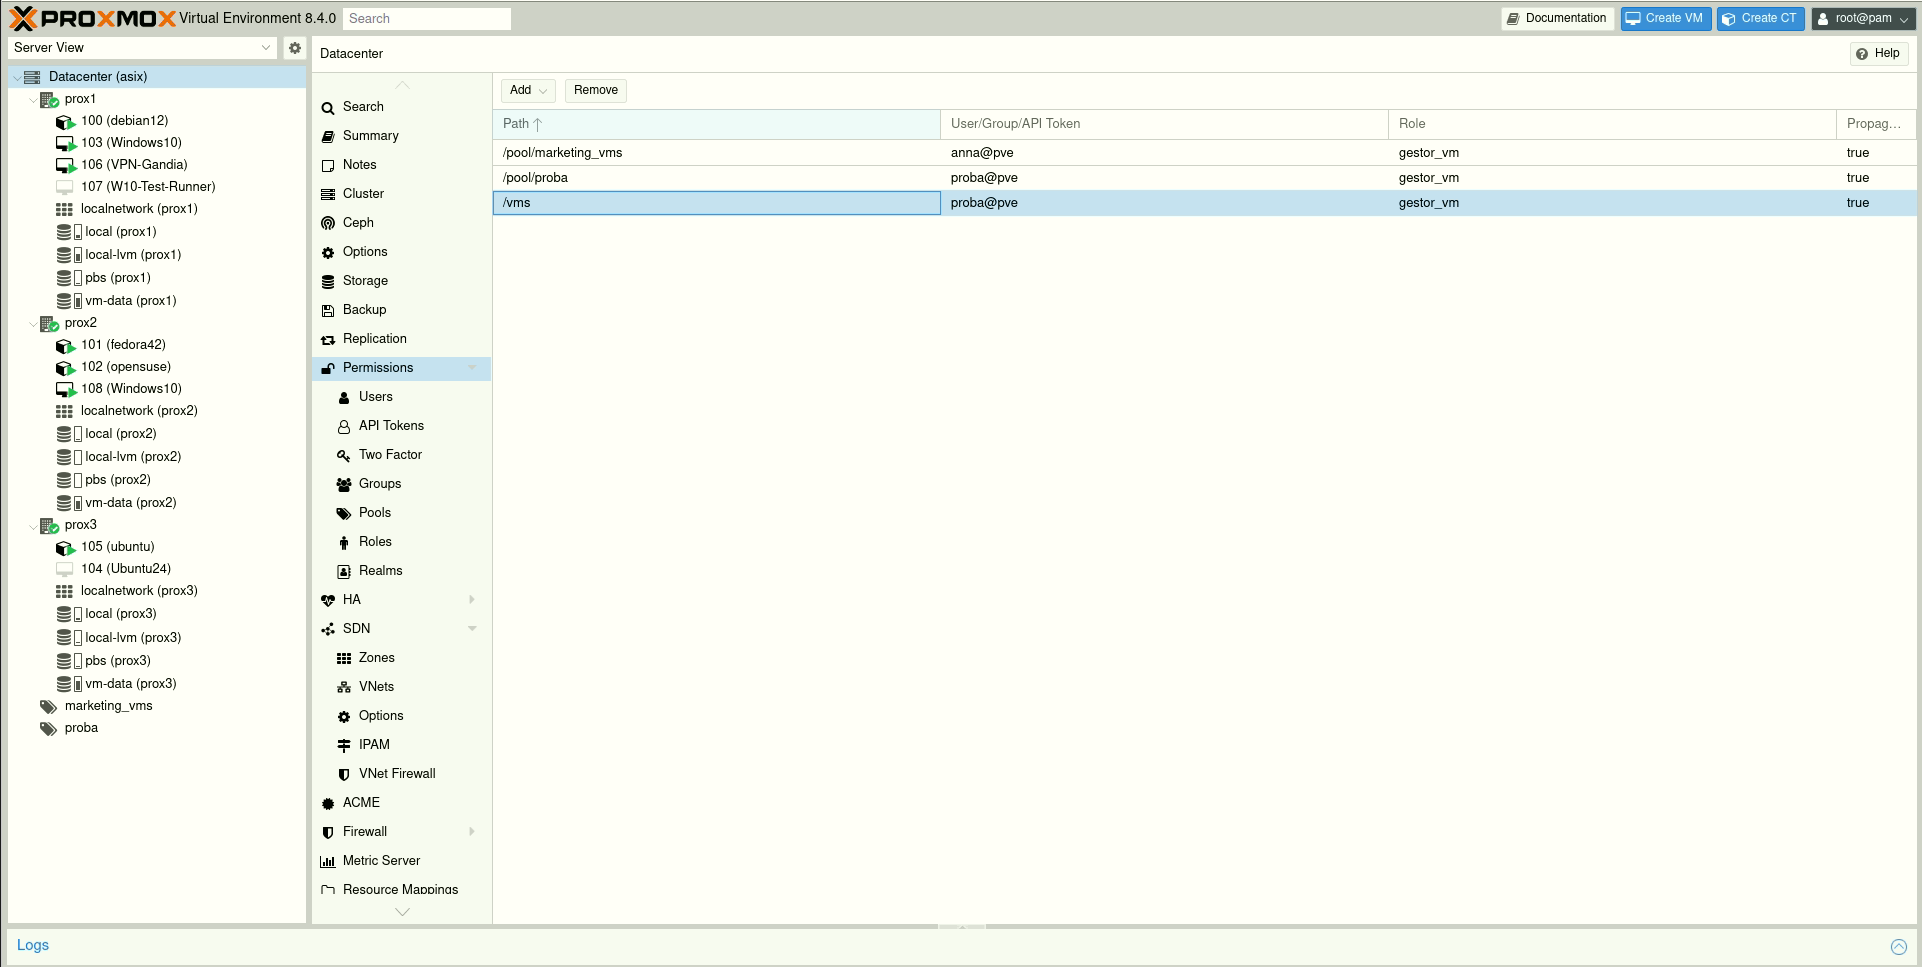 PROXMOX Virtual Environment 8.4.0 Search Documentation Create VM Create CT root@pam
Server View
Datacenter (asix)
prox1
100 (debian12)
103 (Windows10)
106 (VPN-Gandia)
107 (W10-Test-Runner)
localnetwork (prox1)
local (prox1)
local-lvm (prox1)
pbs (prox1)
vm-data (prox1)
prox2
101 (fedora42)
102 (opensuse)
108 (Windows10)
localnetwork (prox2)
local (prox2)
local-lvm (prox2)
pbs (prox2)
vm-data (prox2)
prox3
105 (ubuntu)
104 (Ubuntu24)
localnetwork (prox3)
local (prox3)
local-lvm (prox3)
pbs (prox3)
vm-data (prox3)
marketing_vms
proba
Datacenter Help
Search
Summary
Notes
Cluster
Ceph
Options
Storage
Backup
Replication
Permissions
Users
API Tokens
Two Factor
Groups
Pools
Roles
Realms
HA
SDN
Zones
VNets
Options
IPAM
VNet Firewall
ACME
Firewall
Metric Server
Resource Mappings
Add Remove
Path User/Group/API Token Role Propag...
/pool/marketing_vms anna@pve gestor_vm true
/pool/proba proba@pve gestor_vm true
/vms proba@pve gestor_vm true
Logs